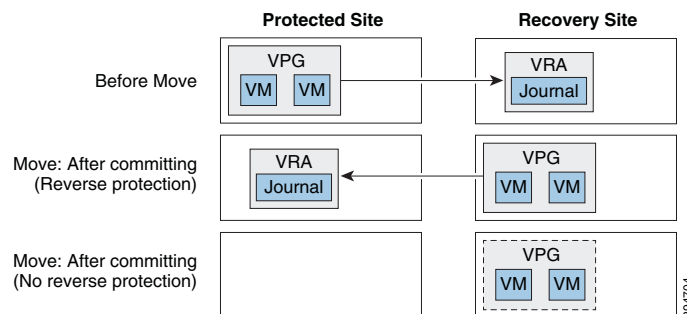 Protected Site
Recovery Site
Before Move
VPG
VM
VM
VRA
Journal
Move: After committing
(Reverse protection)
VRA
Journal
VPG
VM
VM
Move: After committing
(No reverse protection)
VPG
VM
VM